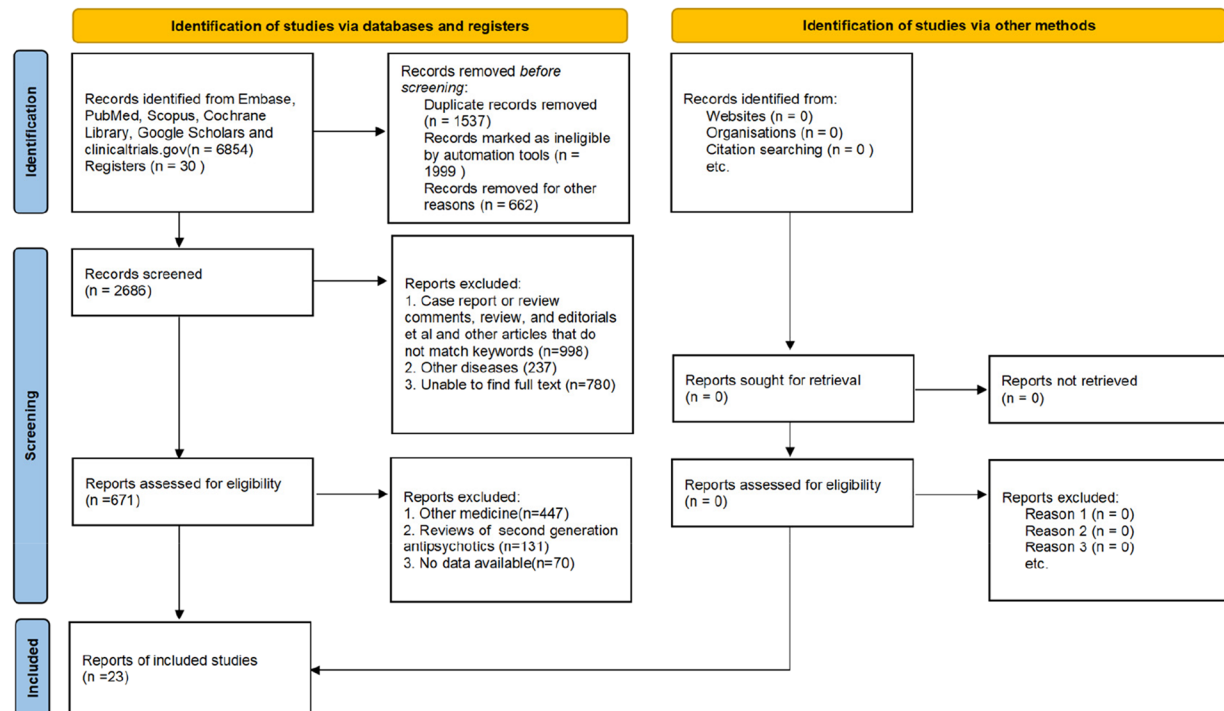 Identification of studies via databases and registers
Identification of studies via other methods
Identification
Records identified from Embase,
PubMed, Scopus, Cochrane
Library, Google Scholars and
clinicaltrials.gov(n = 6854)
Registers (n = 30 )
Records removed before
screening:
Duplicate records removed
(n = 1537)
Records marked as ineligible
by automation tools (n =
1999 )
Records removed for other
reasons (n = 662)
Records identified from:
Websites (n = 0)
Organisations (n = 0)
Citation searching (n = 0 )
etc.
Screening
Records screened
(n = 2686)
Reports excluded:
1. Case report or review
comments, review, and editorials
et al and other articles that do
not match keywords (n=998)
2. Other diseases (237)
3. Unable to find full text (n=780)
Reports sought for retrieval
(n = 0)
Reports not retrieved
(n = 0)
Reports assessed for eligibility
(n =671)
Reports excluded:
1. Other medicine(n=447)
2. Reviews of second generation
antipsychotics (n=131)
3. No data available(n=70)
Reports assessed for eligibility
(n = 0)
Reports excluded:
Reason 1 (n = 0)
Reason 2 (n = 0)
Reason 3 (n = 0)
etc.
Included
Reports of included studies
(n =23)